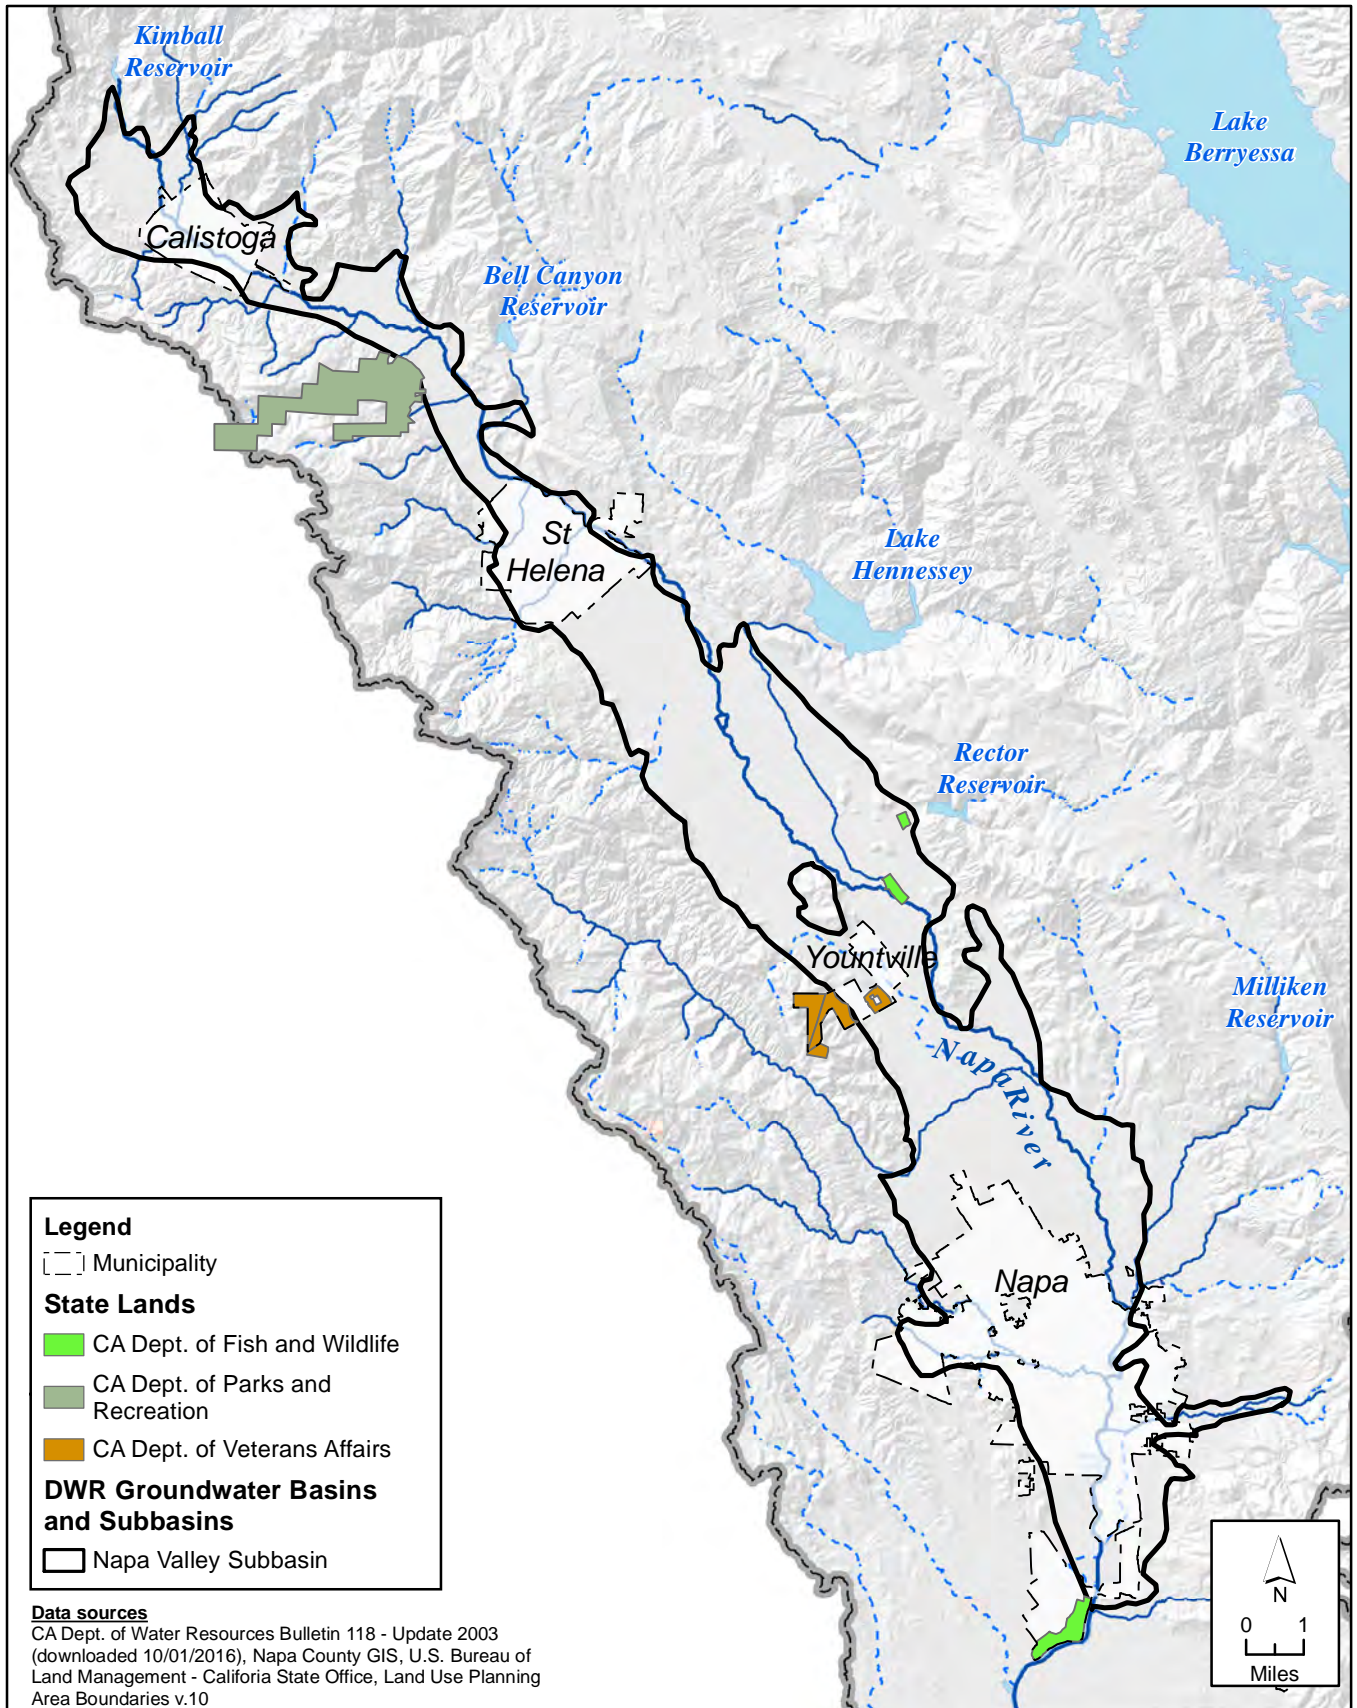 Kimball
Reservoir
Lake
Berryessa
Calistoga
Bell Canyon
Reservoir
St
Helena
Lake
Hennessey
Rector
Reservoir
Yountville
Milliken
Reservoir
Napa River
Napa
Legend
Municipality
State Lands
CA Dept. of Fish and Wildlife
CA Dept. of Parks and
Recreation
CA Dept. of Veterans Affairs
DWR Groundwater Basins
and Subbasins
Napa Valley Subbasin
N
0 1
Miles
Data sources
CA Dept. of Water Resources Bulletin 118 - Update 2003
(downloaded 10/01/2016), Napa County GIS, U.S. Bureau of
Land Management - Califoria State Office, Land Use Planning
Area Boundaries v.10